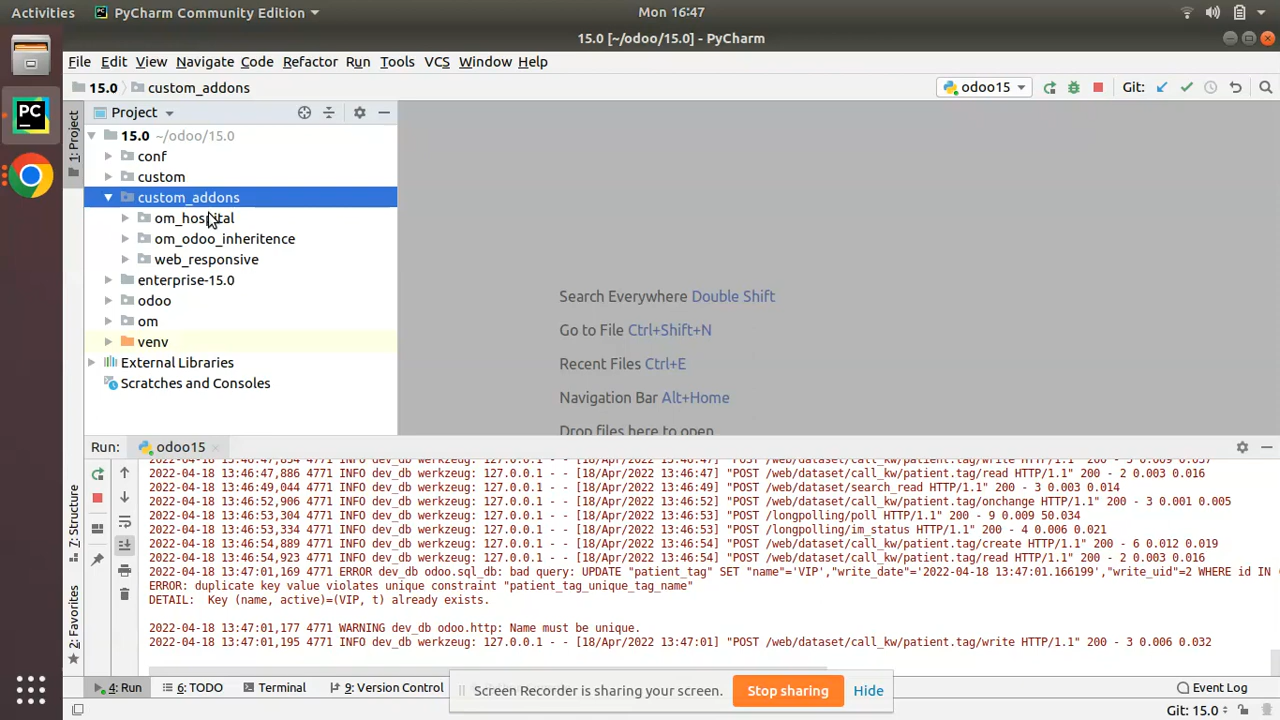 Activities PyCharm Community Edition Mon 16:47
15.0 [~/odoo/15.0] - PyCharm
File Edit View Navigate Code Refactor Run Tools VCS Window Help
15.0 custom_addons odoo15 Git:
Project
1: Project
15.0 ~/odoo/15.0
conf
custom
custom_addons
om_hospital
om_odoo_inheritence
web_responsive
enterprise-15.0
odoo
om
venv
External Libraries
Scratches and Consoles
Search Everywhere Double Shift
Go to File Ctrl+Shift+N
Recent Files Ctrl+E
Navigation Bar Alt+Home
Drop files here to open
Run: odoo15
7: Structure
2: Favorites
2022-04-18 13:46:47,886 4771 INFO dev_db werkzeug: 127.0.0.1 - - [18/Apr/2022 13:46:47] "POST /web/dataset/call_kw/patient.tag/read HTTP/1.1" 200 - 2 0.003 0.016
2022-04-18 13:46:49,044 4771 INFO dev_db werkzeug: 127.0.0.1 - - [18/Apr/2022 13:46:49] "POST /web/dataset/search_read HTTP/1.1" 200 - 3 0.003 0.014
2022-04-18 13:46:52,906 4771 INFO dev_db werkzeug: 127.0.0.1 - - [18/Apr/2022 13:46:52] "POST /web/dataset/call_kw/patient.tag/onchange HTTP/1.1" 200 - 3 0.001 0.005
2022-04-18 13:46:53,304 4771 INFO dev_db werkzeug: 127.0.0.1 - - [18/Apr/2022 13:46:53] "POST /longpolling/poll HTTP/1.1" 200 - 9 0.009 50.034
2022-04-18 13:46:53,334 4771 INFO dev_db werkzeug: 127.0.0.1 - - [18/Apr/2022 13:46:53] "POST /longpolling/im_status HTTP/1.1" 200 - 4 0.006 0.021
2022-04-18 13:46:54,889 4771 INFO dev_db werkzeug: 127.0.0.1 - - [18/Apr/2022 13:46:54] "POST /web/dataset/call_kw/patient.tag/create HTTP/1.1" 200 - 6 0.012 0.019
2022-04-18 13:46:54,923 4771 INFO dev_db werkzeug: 127.0.0.1 - - [18/Apr/2022 13:46:54] "POST /web/dataset/call_kw/patient.tag/read HTTP/1.1" 200 - 2 0.003 0.016
2022-04-18 13:47:01,169 4771 ERROR dev_db odoo.sql_db: bad query: UPDATE "patient_tag" SET "name"='VIP',"write_date"='2022-04-18 13:47:01.166199',"write_uid"=2 WHERE id IN (
ERROR: duplicate key value violates unique constraint "patient_tag_unique_tag_name"
DETAIL: Key (name, active)=(VIP, t) already exists.
2022-04-18 13:47:01,177 4771 WARNING dev_db odoo.http: Name must be unique.
2022-04-18 13:47:01,195 4771 INFO dev_db werkzeug: 127.0.0.1 - - [18/Apr/2022 13:47:01] "POST /web/dataset/call_kw/patient.tag/write HTTP/1.1" 200 - 3 0.006 0.032
4: Run 6: TODO Terminal 9: Version Control Event Log
Screen Recorder is sharing your screen. Stop sharing Hide
Git: 15.0